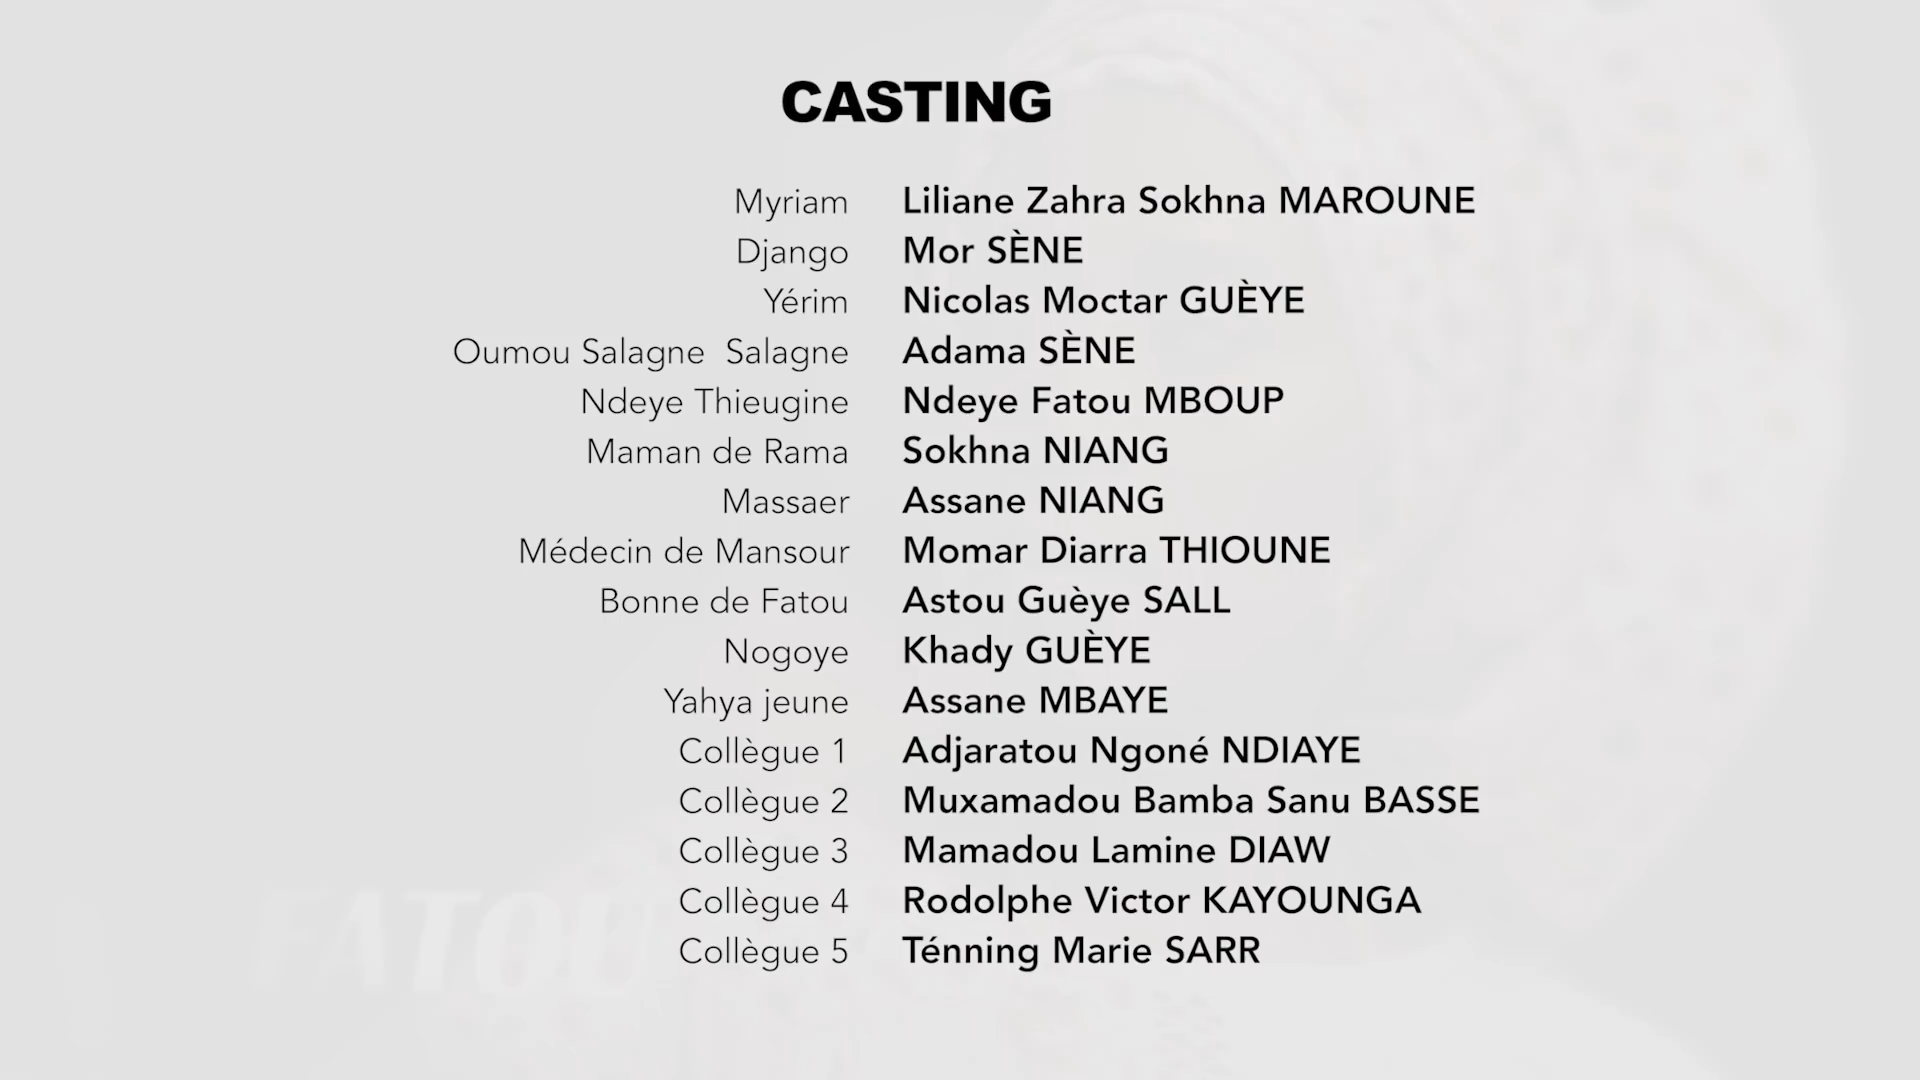 CASTING
Myriam Liliane Zahra Sokhna MAROUNE
Django Mor SÈNE
Yérim Nicolas Moctar GUÈYE
Oumou Salagne  Salagne Adama SÈNE
Ndeye Thieugine Ndeye Fatou MBOUP
Maman de Rama Sokhna NIANG
Massaer Assane NIANG
Médecin de Mansour Momar Diarra THIOUNE
Bonne de Fatou Astou Guèye SALL
Nogoye Khady GUÈYE
Yahya jeune Assane MBAYE
Collègue 1 Adjaratou Ngoné NDIAYE
Collègue 2 Muxamadou Bamba Sanu BASSE
Collègue 3 Mamadou Lamine DIAW
Collègue 4 Rodolphe Victor KAYOUNGA
Collègue 5 Ténning Marie SARR
FATOU